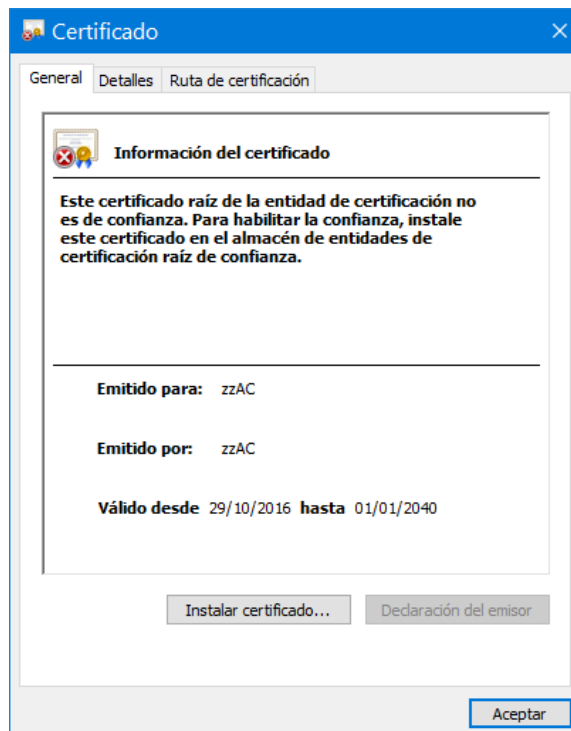 Certificado
General Detalles Ruta de certificación
Información del certificado
Este certificado raíz de la entidad de certificación no
es de confianza. Para habilitar la confianza, instale
este certificado en el almacén de entidades de
certificación raíz de confianza.
Emitido para: zzAC
Emitido por: zzAC
Válido desde 29/10/2016 hasta 01/01/2040
Instalar certificado... Declaración del emisor
Aceptar